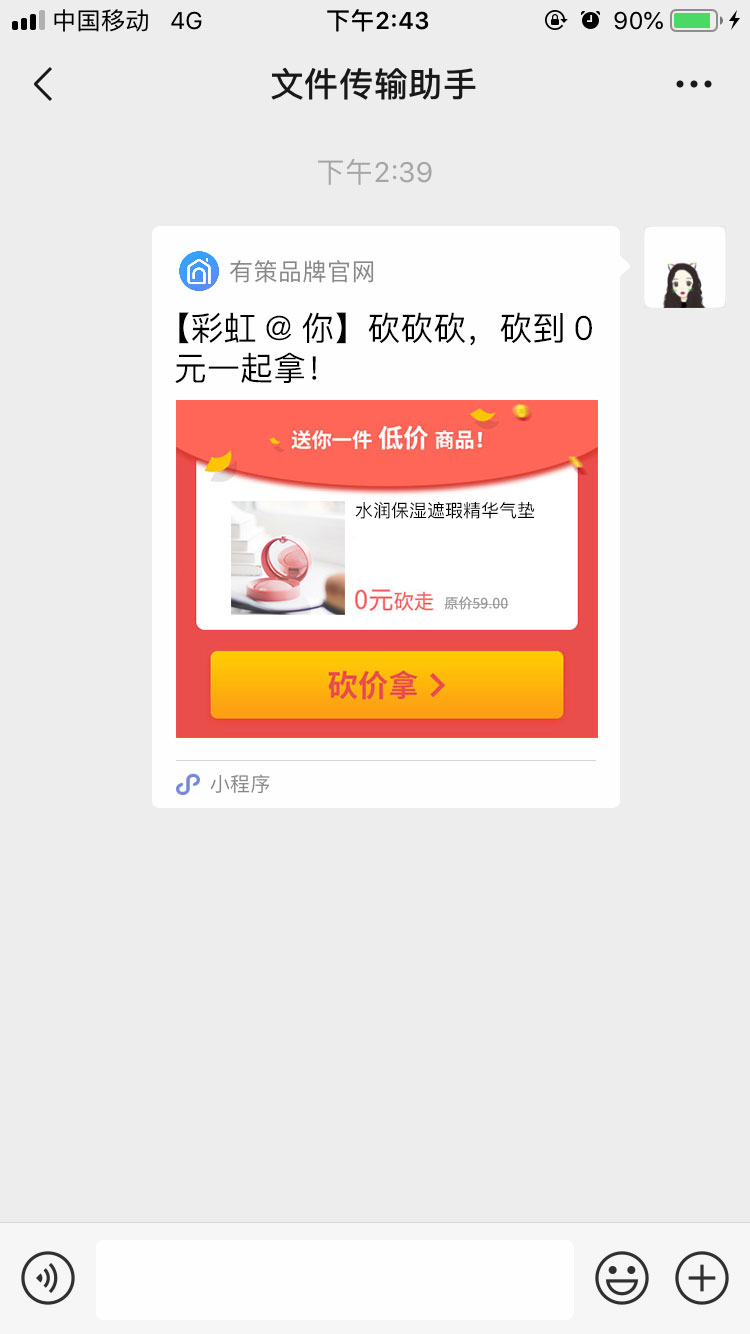 中国移动 4G 下午2:43 90%
文件传输助手
下午2:39
有策品牌官网
【彩虹 @ 你】砍砍砍，砍到 0
元一起拿！
送你一件 低价 商品！
水润保湿遮瑕精华气垫
0元砍走 原价59.00
砍价拿
小程序